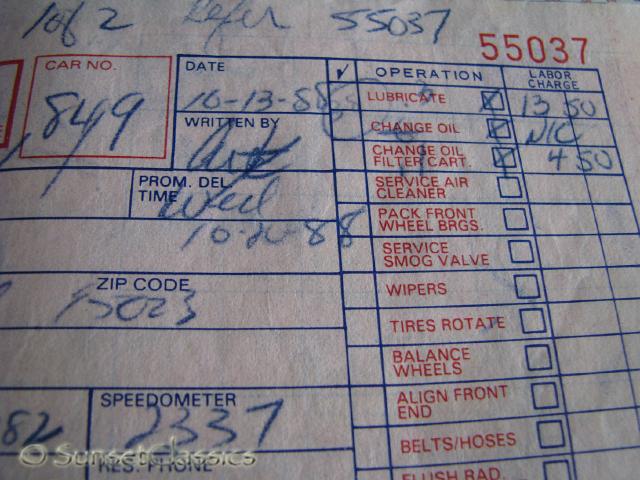 1 of 2 Refer 55037
55037
CAR NO.
849
DATE
10-13-88
WRITTEN BY
Art
PROM. DEL TIME
Wed
88
ZIP CODE
95023
SPEEDOMETER
82
2337
RES. PHONE
✓ OPERATION LABOR CHARGE
LUBRICATE 13 50
CHANGE OIL N/C
CHANGE OIL FILTER CART. 4 50
SERVICE AIR CLEANER
PACK FRONT WHEEL BRGS.
SERVICE SMOG VALVE
WIPERS
TIRES ROTATE
BALANCE WHEELS
ALIGN FRONT END
BELTS/HOSES
FLUSH RAD.
© SunsetClassics